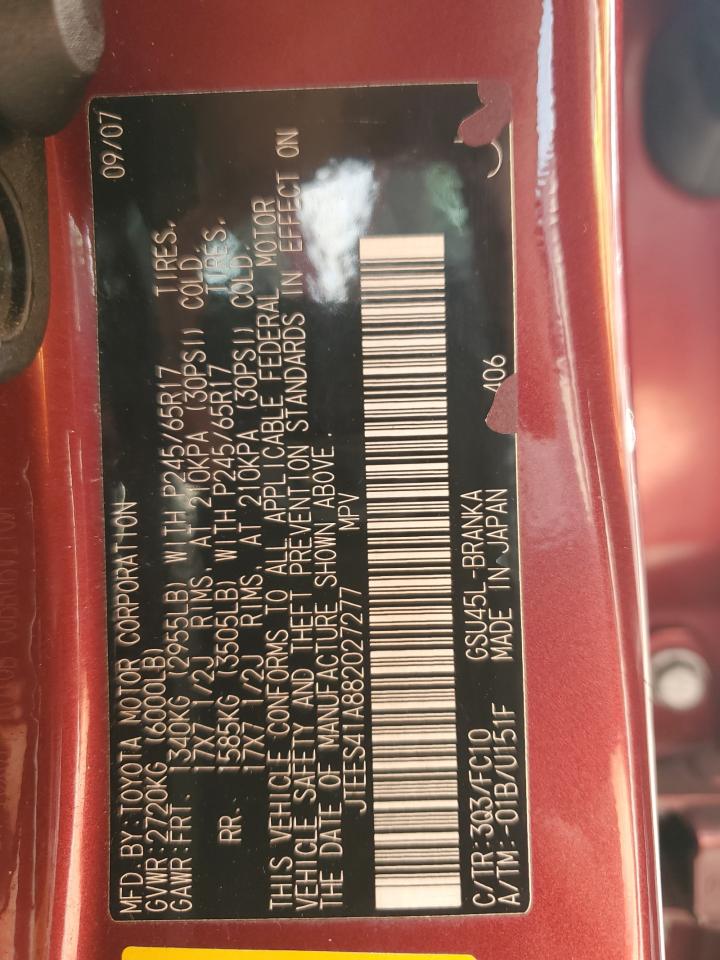 MFD. BY: TOYOTA MOTOR CORPORATION 09/07
GVWR: 2720KG (6000LB)
GAWR: FRT. 1340KG (2955LB) WITH P245/65R17 TIRES,
17X7 1/2J RIMS, AT 210KPA (30PSI) COLD.
RR. 1585KG (3505LB) WITH P245/65R17 TIRES,
17X7 1/2J RIMS, AT 210KPA (30PSI) COLD.
THIS VEHICLE CONFORMS TO ALL APPLICABLE FEDERAL MOTOR
VEHICLE SAFETY AND THEFT PREVENTION STANDARDS IN EFFECT ON
THE DATE OF MANUFACTURE SHOWN ABOVE.
JTEES41A882027277 MPV
C/TR: 3Q3/FC10 GSU45L-BRANKA
A/TM: -01B/U151F MADE IN JAPAN 406